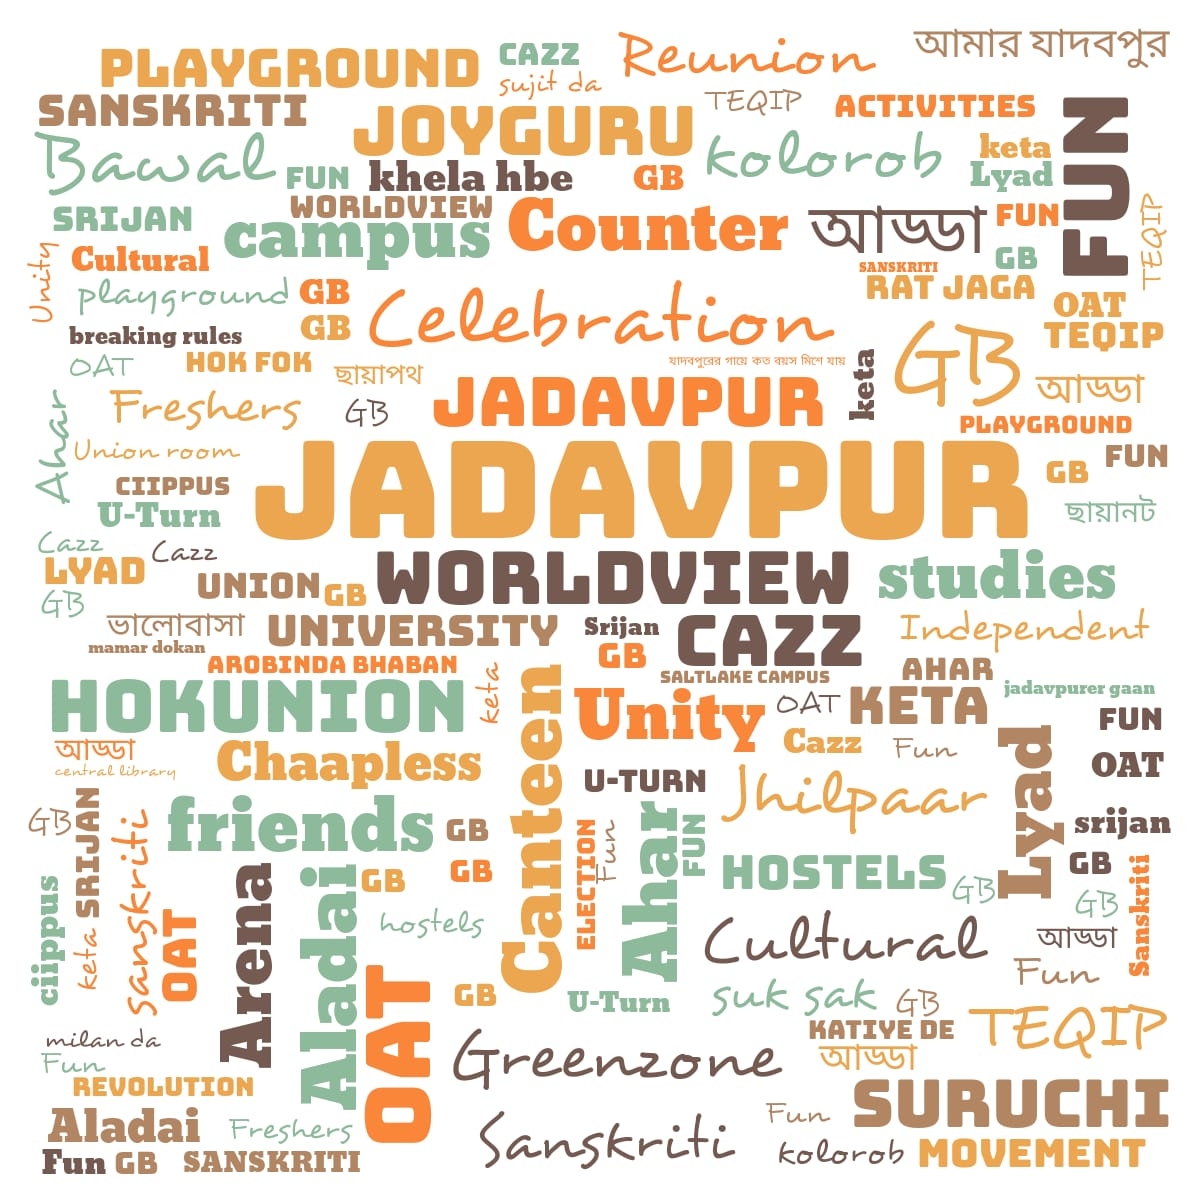 PLAYGROUND
CAZZ
sujit da
Reunion
আমার যাদবপুর
SANSKRITI
JOYGURU
TEQIP
ACTIVITIES
FUN
Bawal
FUN
khela hbe
GB
kolorob
keta
Lyad
SRIJAN
WORLDVIEW
campus
Counter
আড্ডা
FUN
TEQIP
Unity
Cultural
GB
SANSKRITI
playground
GB
Celebration
RAT JAGA
OAT
breaking rules
GB
TEQIP
OAT
HOK FOK
ছায়াপথ
যাদবপুরের গায়ে কত বয়স মিশে যায়
keta
GB
আড্ডা
Ahar
Freshers
GB
JADAVPUR
PLAYGROUND
Union room
JADAVPUR
GB
FUN
CIIPPUS
U-Turn
ছায়ানট
Cazz
Cazz
LYAD
UNION
GB
WORLDVIEW
studies
GB
ভালোবাসা
UNIVERSITY
Srijan
CAZZ
Independent
mamar dokan
AROBINDA BHABAN
GB
SALTLAKE CAMPUS
AHAR
HOKUNION
keta
Canteen
Unity
OAT
KETA
jadavpurer gaan
FUN
আড্ডা
central library
Chaapless
Cazz
Fun
Lyad
OAT
U-TURN
Jhilpaar
GB
SRIJAN
sanskriti
friends
GB
ELECTION
Fun
Ahar
FUN
srijan
ciippus
keta
OAT
Arena
Aladai
GB
GB
HOSTELS
GB
GB
GB
Sanskriti
hostels
Cultural
আড্ডা
Fun
OAT
GB
U-Turn
suk sak
GB
milan da
Greenzone
KATIYE DE
TEQIP
Fun
আড্ডা
REVOLUTION
SURUCHI
Aladai
Freshers
Sanskriti
Fun
Fun
GB
SANSKRITI
kolorob
MOVEMENT